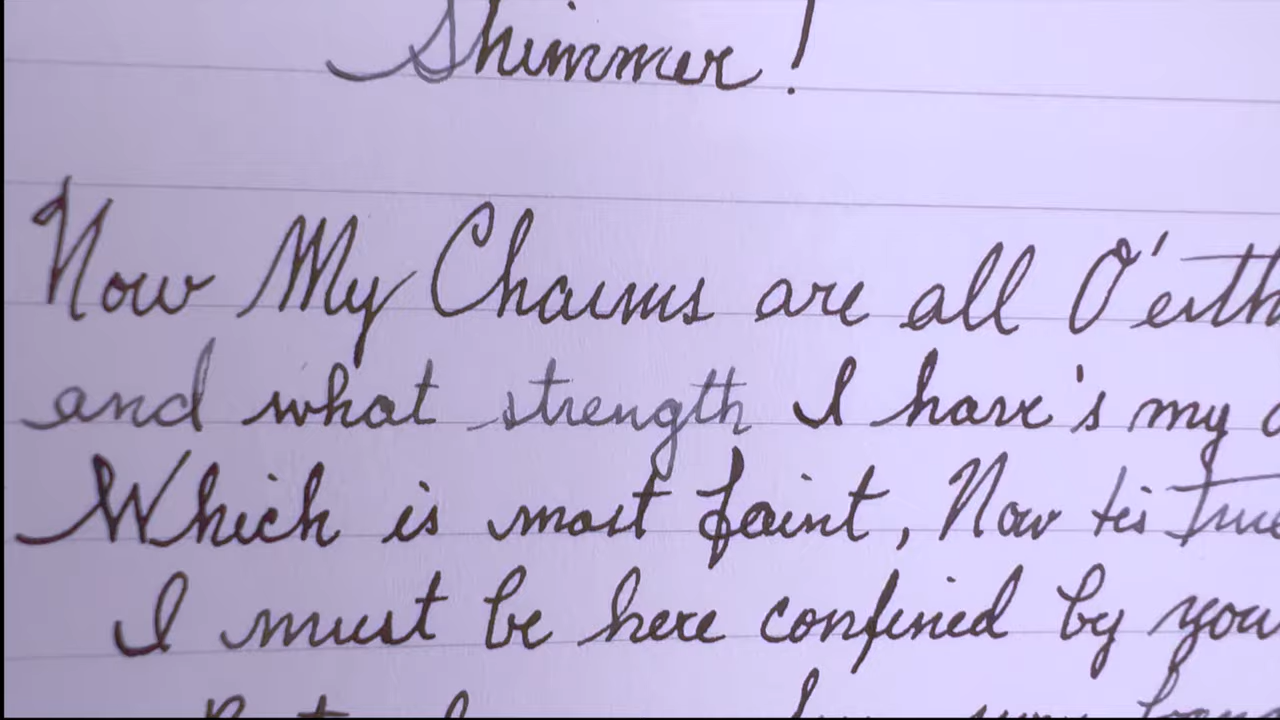 Shimmer!
Now My Charms are all O'erth
and what strength I have's my
Which is most faint, Now tis true
I must be here confined by you